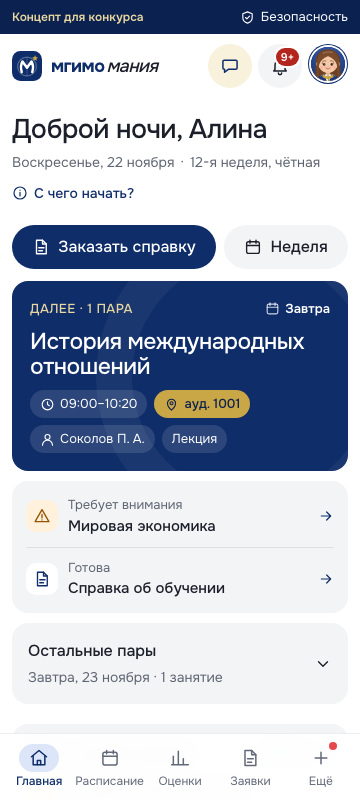 Концепт для конкурса
Безопасность
М
МГИМО мания
9+
Доброй ночи, Алина
Воскресенье, 22 ноября · 12-я неделя, чётная
С чего начать?
Заказать справку
Неделя
ДАЛЕЕ · 1 ПАРА
Завтра
История международных
отношений
09:00–10:20
ауд. 1001
Соколов П. А.
Лекция
Требует внимания
Мировая экономика
Готова
Справка об обучении
Остальные пары
Завтра, 23 ноября · 1 занятие
Главная
Расписание
Оценки
Заявки
Ещё